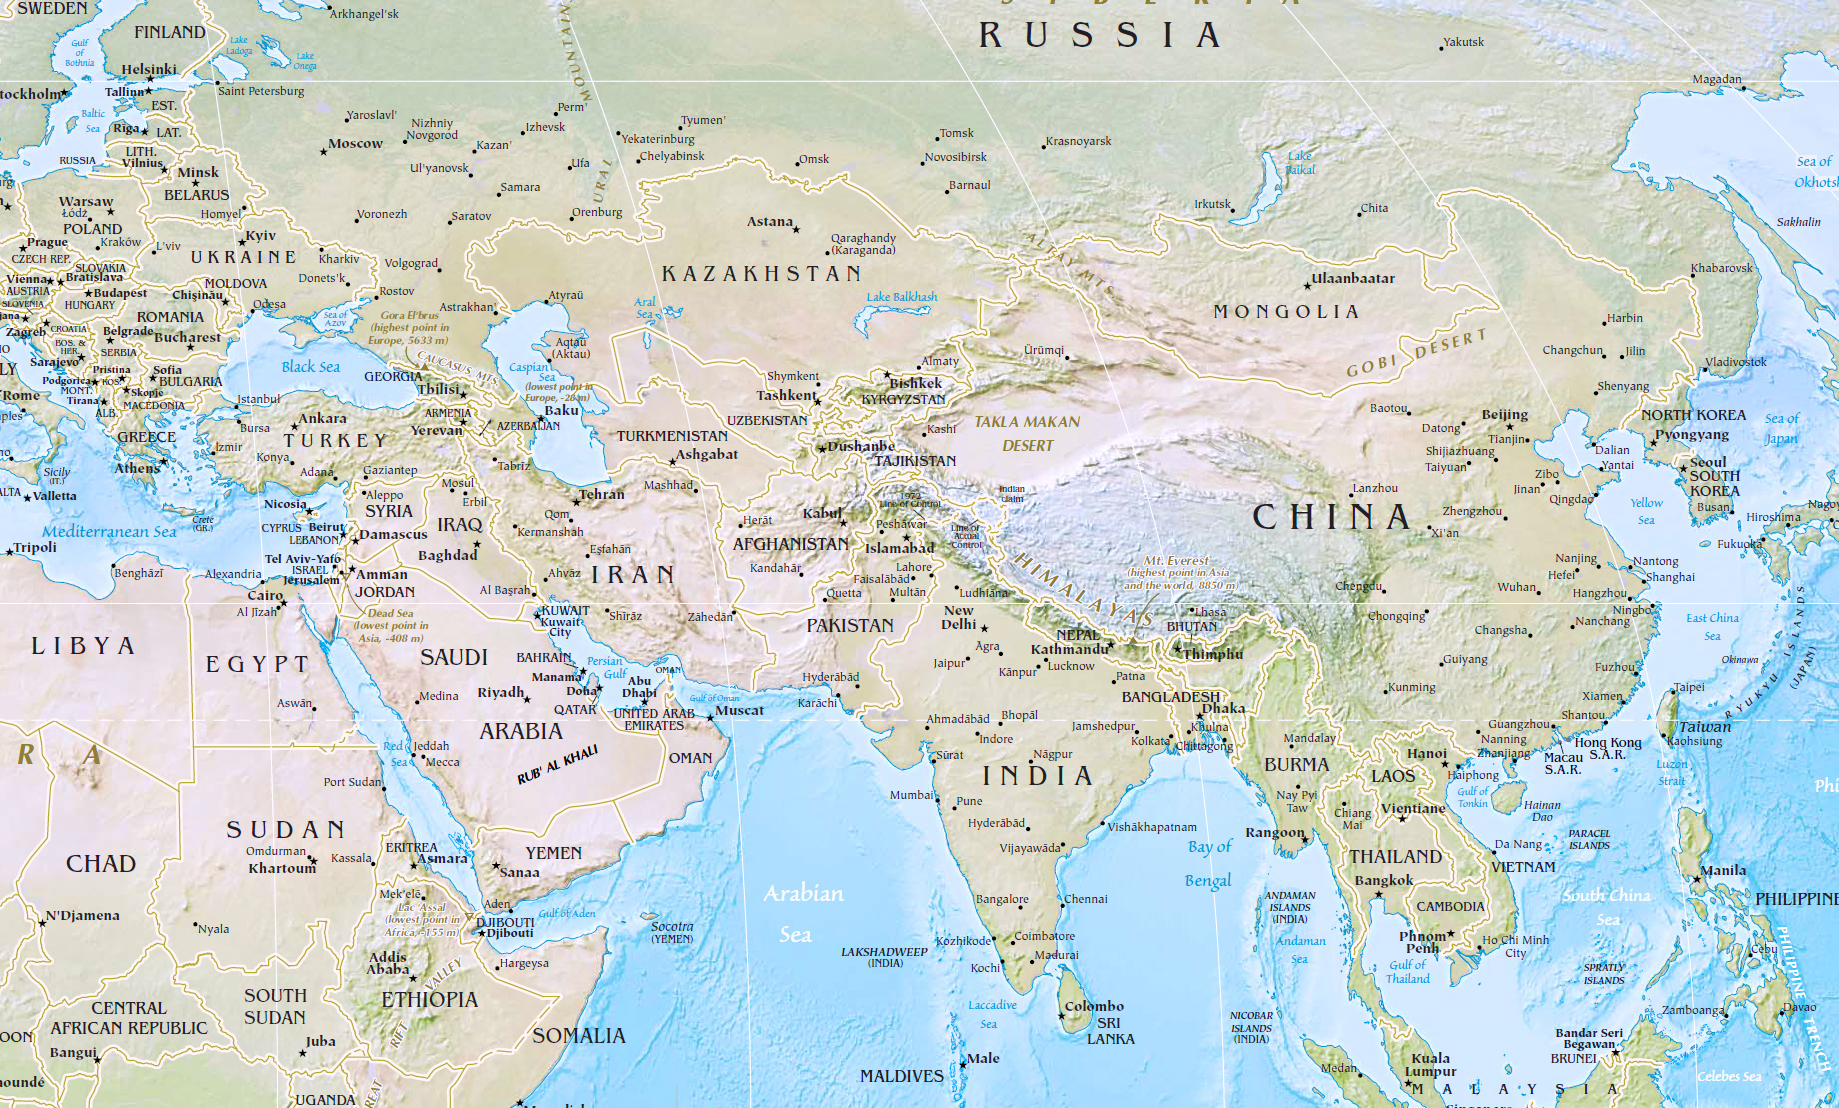 SWEDEN
Arkhangel'sk
S I B E R I A
RUSSIA
FINLAND
Gulf
of
Bothnia
Lake
Ladoga
Lake
Onega
Yakutsk
Helsinki
Magadan
tockholm
Tallinn
Saint Petersburg
EST.
Baltic
Sea
Yaroslavl'
Perm'
Nizhniy
Novgorod
Izhevsk
Tyumen'
Yekaterinburg
Riga
LAT.
Moscow
Kazan'
Chelyabinsk
Omsk
Tomsk
Novosibirsk
Krasnoyarsk
LITH.
Vilnius
RUSSIA
Ul'yanovsk
Ufa
Lake
Baikal
Sea of
Okhotsk
Minsk
BELARUS
Samara
Barnaul
URAL
MOUNTAIN
Warsaw
Łódź
POLAND
Homyel
Voronezh
Saratov
Orenburg
Irkutsk
Chita
Sakhalin
Astana
Prague
Kraków
L'viv
Kyiv
Qaraghandy
(Karaganda)
CZECH REP.
UKRAINE
Kharkiv
Volgograd
ALTAY MTS.
SLOVAKIA
Vienna
Bratislava
AUSTRIA
MOLDOVA
Donets'k
KAZAKHSTAN
Khabarovsk
Ulaanbaatar
Budapest
Chişinău
Rostov
Atyraū
SLOVENIA
HUNGARY
Odesa
Astrakhan'
Aral
Sea
Lake Balkhash
MONGOLIA
jana
Zagreb
CROATIA
ROMANIA
Sea of
Azov
Gora El'brus
(highest point in
Europe, 5633 m)
Harbin
BOS. &
HER.
Belgrade
SERBIA
Bucharest
Aqtaū
(Aktau)
GOBI DESERT
Changchun
Jilin
Sarajevo
Ürümqi
Almaty
Vladivostok
Black Sea
CAUCASUS MTS.
Caspian
Sea
(lowest point in
Europe, -28 m)
Podgorica
Pristina
KOS.
Sofia
BULGARIA
GEORGIA
Tbilisi
Shymkent
Tashkent
Bishkek
KYRGYZSTAN
Shenyang
MONT.
Skopje
Rome
Tirana
MACEDONIA
ALB.
Istanbul
Ankara
ARMENIA
Yerevan
AZERBAIJAN
Baku
UZBEKISTAN
TAKLA MAKAN
DESERT
Baotou
Datong
Beijing
Tianjin
NORTH KOREA
Pyongyang
Sea of
Japan
Bursa
TURKEY
GREECE
Izmir
Konya
Athens
TURKMENISTAN
Ashgabat
Dushanbe
TAJIKISTAN
Kashi
Shijiazhuang
Taiyuan
Dalian
Yantai
Seoul
SOUTH
KOREA
Sicily
(IT.)
Adana
Gaziantep
Tabrīz
Mashhad
Zibo
Jinan
Qingdao
Valletta
Nicosia
Aleppo
SYRIA
Mosul
Erbil
Tehran
1972
Line of Control
Indian
claim
Lanzhou
CHINA
Yellow
Sea
Busan
Hiroshima
Crete
(GR.)
Qom
Herāt
Kabul
Peshāwar
Islamabad
Line of
Actual
Control
Zhengzhou
Xi'an
Mediterranean Sea
CYPRUS
Beirut
LEBANON
Damascus
IRAQ
Baghdad
Kermanshah
Eşfahān
AFGHANISTAN
Kandahār
Tripoli
Benghāzī
Fukuoka
Tel Aviv-Yafo
ISRAEL
Jerusalem
Amman
JORDAN
Alexandria
Cairo
Al Jīzah
Ahvāz
IRAN
Al Başrah
Lahore
Faisalābād
Multān
Ludhiāna
Quetta
HIMALAYAS
Mt. Everest
(highest point in Asia
and the world, 8850 m)
Chengdu
Nanjing
Hefei
Wuhan
Nantong
Shanghai
Hangzhou
Ningbo
Dead Sea
(lowest point in
Asia, -408 m)
KUWAIT
Kuwait
City
Shīrāz
Zāhedān
PAKISTAN
New
Delhi
Lhasa
BHUTAN
Chongqing
Nanchang
Changsha
East China
Sea
LIBYA
EGYPT
SAUDI
ARABIA
BAHRAIN
Manama
Persian
Gulf
NEPAL
Kathmandu
Thimphu
Āgra
Jaipur
Kānpur
Lucknow
Patna
Guiyang
Fuzhou
Okinawa
RYUKYU ISLANDS
(JAPAN)
Medina
Riyadh
Doha
QATAR
Abu
Dhabi
OMAN
UNITED ARAB
EMIRATES
Gulf of Oman
Muscat
Hyderābād
Karāchi
BANGLADESH
Dhaka
Kunming
Xiamen
Taipei
Aswān
Ahmadābād
Bhopāl
Indore
Jamshedpur
Kolkata
Khulna
Chittagong
Mandalay
Shantou
Guangzhou
Nanning
Zhanjiang
Taiwan
Kaohsiung
R A
Red
Sea
Jeddah
Mecca
RUB' AL KHALI
OMAN
Sūrat
Nāgpur
INDIA
BURMA
Hanoi
Haiphong
LAOS
Hong Kong
S.A.R.
Macau
S.A.R.
Luzon
Strait
Phi
Port Sudan
Mumbai
Pune
Hyderābād
Vishākhapatnam
Vijayawāda
Nay Pyi
Taw
Chiang
Mai
Vientiane
Gulf of
Tonkin
Hainan
Dao
SUDAN
Omdurman
Khartoum
Kassala
ERITREA
Asmara
YEMEN
Sanaa
Rangoon
Bay of
Bengal
THAILAND
Bangkok
Da Nang
VIETNAM
PARACEL
ISLANDS
CHAD
Mek'elē
Lac Assal
(lowest point in
Africa, -155 m)
Aden
Gulf of Aden
Arabian
Sea
Bangalore
Chennai
ANDAMAN
ISLANDS
(INDIA)
CAMBODIA
Phnom
Penh
South China
Sea
Manila
PHILIPPINE
N'Djamena
Nyala
DJIBOUTI
Djibouti
Socotra
(YEMEN)
LAKSHADWEEP
(INDIA)
Kozhikode
Coimbatore
Madurai
Kochi
Andaman
Sea
Gulf of
Thailand
Ho Chi Minh
City
SPRATLY
ISLANDS
Cebu
PHILIPPINE TRENCH
Addis
Ababa
Hargeysa
ETHIOPIA
SOUTH
SUDAN
CENTRAL
AFRICAN REPUBLIC
Bangui
Juba
GREAT RIFT VALLEY
SOMALIA
UGANDA
Laccadive
Sea
Colombo
SRI
LANKA
Male
MALDIVES
NICOBAR
ISLANDS
(INDIA)
Medan
Kuala
Lumpur
MALAYSIA
Bandar Seri
Begawan
BRUNEI
Zamboanga
Davao
Celebes Sea